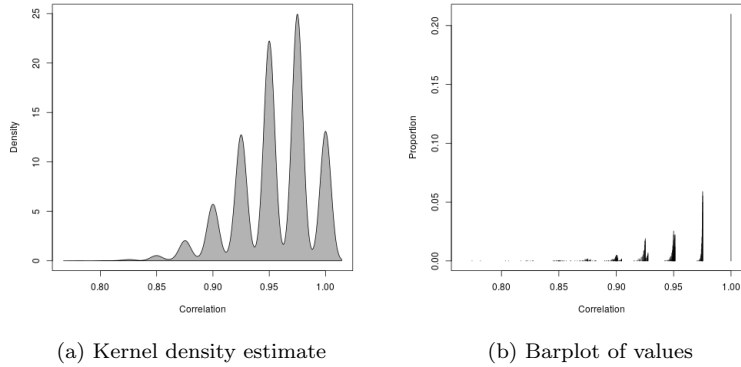 25
20
15
10
5
0
Density
0.80 0.85 0.90 0.95 1.00
Correlation
(a) Kernel density estimate
0.20
0.15
0.10
0.05
0.00
Proportion
0.80 0.85 0.90 0.95 1.00
Correlation
(b) Barplot of values